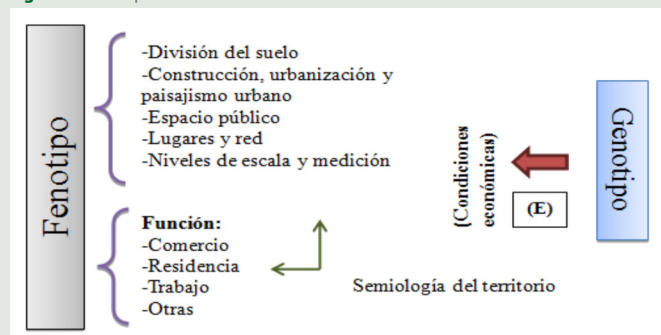 Fenotipo
-División del suelo
-Construcción, urbanización y
paisajismo urbano
-Espacio público
-Lugares y red
-Niveles de escala y medición
Función:
-Comercio
-Residencia
-Trabajo
-Otras
Semiología del territorio
(Condiciones
económicas)
(E)
Genotipo